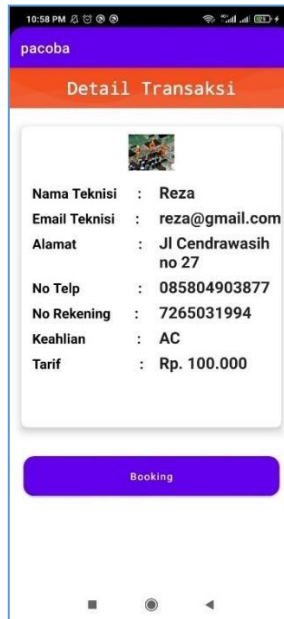 10:58 PM
pacoba
Detail Transaksi
Nama Teknisi : Reza
Email Teknisi : reza@gmail.com
Alamat : Jl Cendrawasih
no 27
No Telp : 085804903877
No Rekening : 7265031994
Keahlian : AC
Tarif : Rp. 100.000
Booking